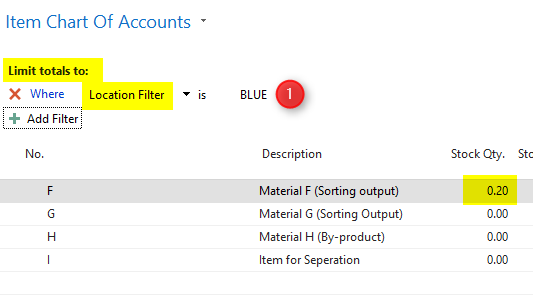 Item Chart Of Accounts
Limit totals to:
Where Location Filter is BLUE 1
Add Filter
No. Description Stock Qty. Sto
F Material F (Sorting output) 0.20
G Material G (Sorting Output) 0.00
H Material H (By-product) 0.00
I Item for Seperation 0.00